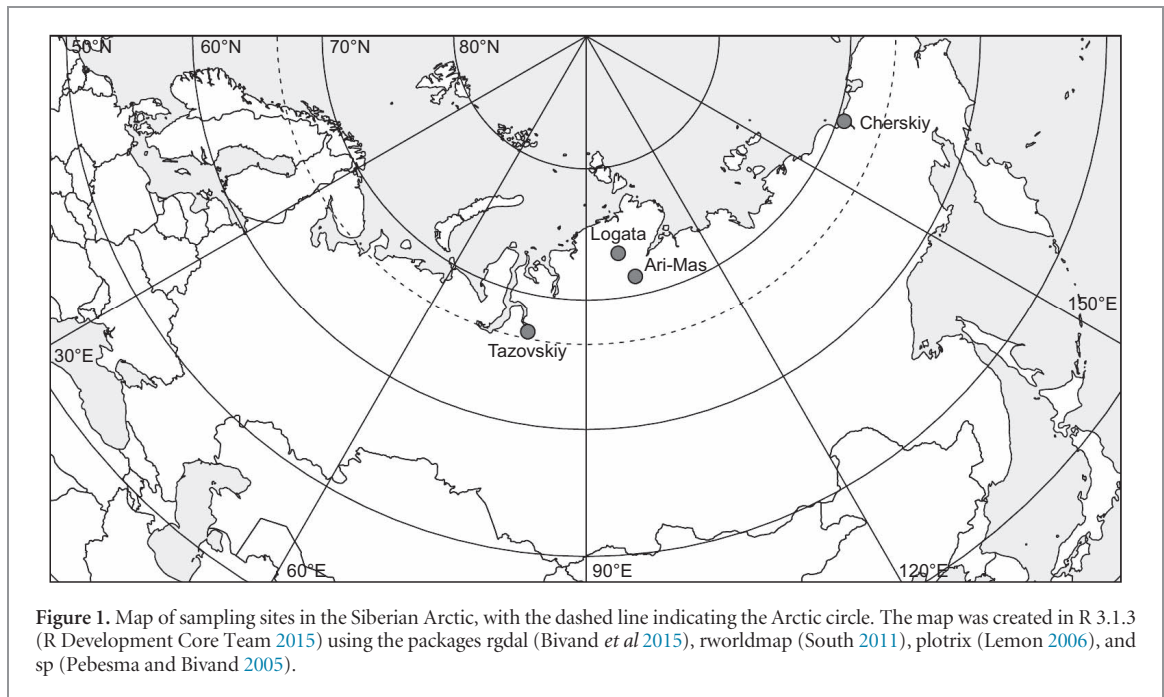 50°N
60°N
70°N
80°N
Cherskiy
Logata
Ari-Mas
150°E
Tazovskiy
30°E
60°E
90°E
120°E
Figure 1. Map of sampling sites in the Siberian Arctic, with the dashed line indicating the Arctic circle. The map was created in R 3.1.3
(R Development Core Team 2015) using the packages rgdal (Bivand et al 2015), rworldmap (South 2011), plotrix (Lemon 2006), and
sp (Pebesma and Bivand 2005).